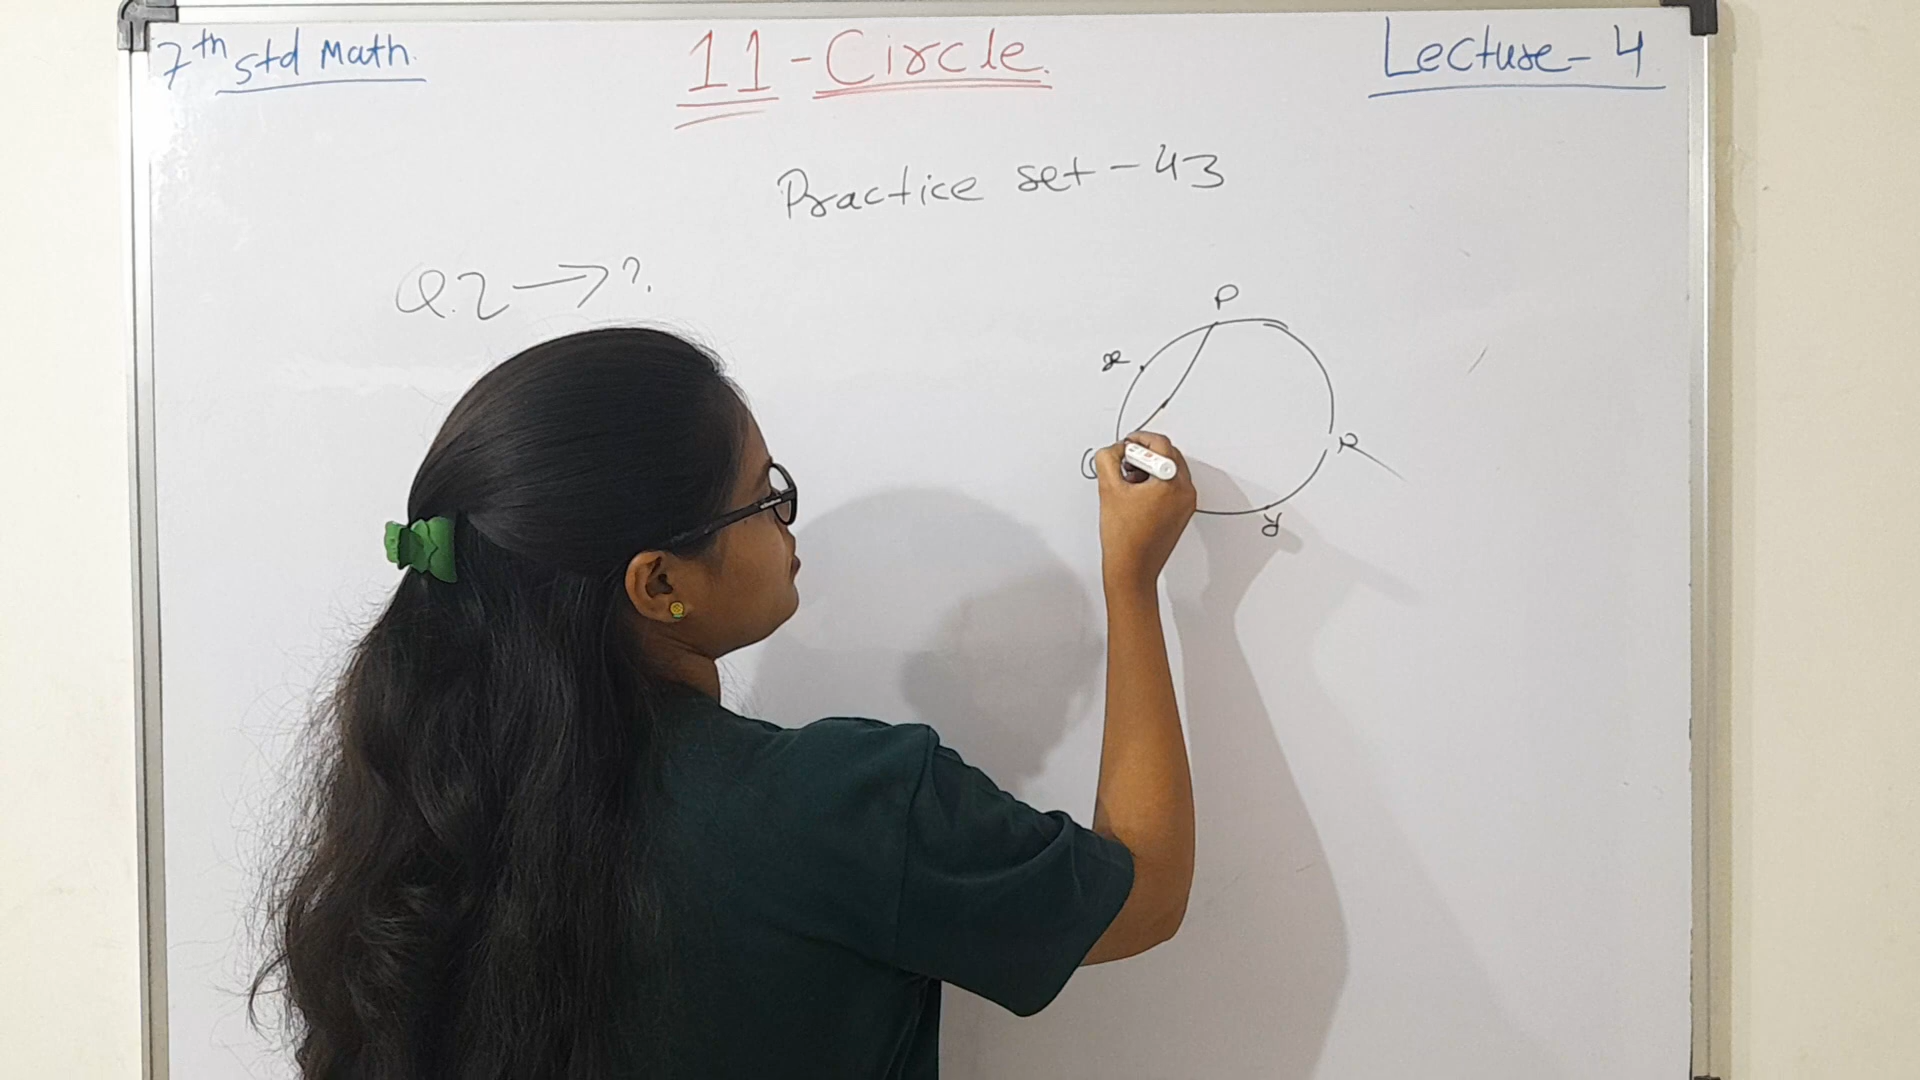 7th std Math.
11-Circle.
Lecture-4
Practice set-43
Q.2 → ?
P
x
R
y